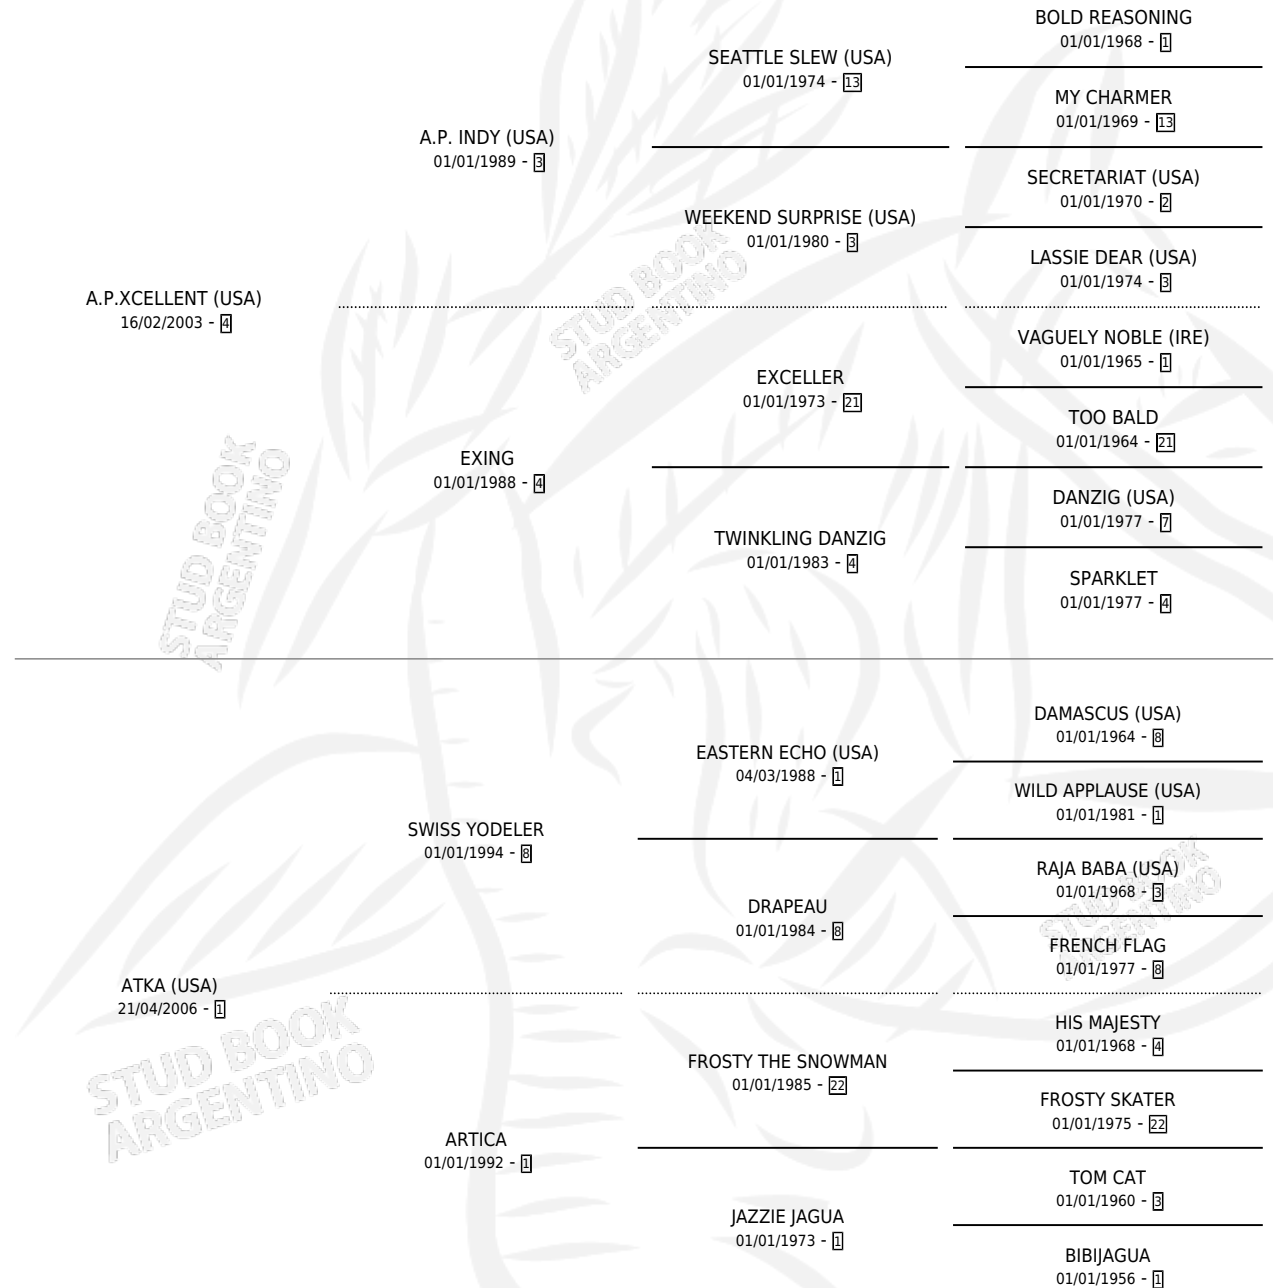 BOLD REASONING
01/01/1968 - 1
SEATTLE SLEW (USA)
01/01/1974 - 13
MY CHARMER
01/01/1969 - 13
A.P. INDY (USA)
01/01/1989 - 3
SECRETARIAT (USA)
01/01/1970 - 2
WEEKEND SURPRISE (USA)
01/01/1980 - 3
LASSIE DEAR (USA)
01/01/1974 - 3
A.P.XCELLENT (USA)
16/02/2003 - 4
VAGUELY NOBLE (IRE)
01/01/1965 - 1
EXCELLER
01/01/1973 - 21
TOO BALD
01/01/1964 - 21
EXING
01/01/1988 - 4
DANZIG (USA)
01/01/1977 - 7
TWINKLING DANZIG
01/01/1983 - 4
SPARKLET
01/01/1977 - 4
DAMASCUS (USA)
01/01/1964 - 8
EASTERN ECHO (USA)
04/03/1988 - 1
WILD APPLAUSE (USA)
01/01/1981 - 1
SWISS YODELER
01/01/1994 - 8
RAJA BABA (USA)
01/01/1968 - 3
DRAPEAU
01/01/1984 - 8
FRENCH FLAG
01/01/1977 - 8
ATKA (USA)
21/04/2006 - 1
HIS MAJESTY
01/01/1968 - 4
FROSTY THE SNOWMAN
01/01/1985 - 22
FROSTY SKATER
01/01/1975 - 22
ARTICA
01/01/1992 - 1
TOM CAT
01/01/1960 - 3
JAZZIE JAGUA
01/01/1973 - 1
BIBIJAGUA
01/01/1956 - 1
STUD BOOK
ARGENTINO
STUD BOOK
ARGENTINO
STUD BOOK
ARGENTINO
STUD BOOK
ARGENTINO